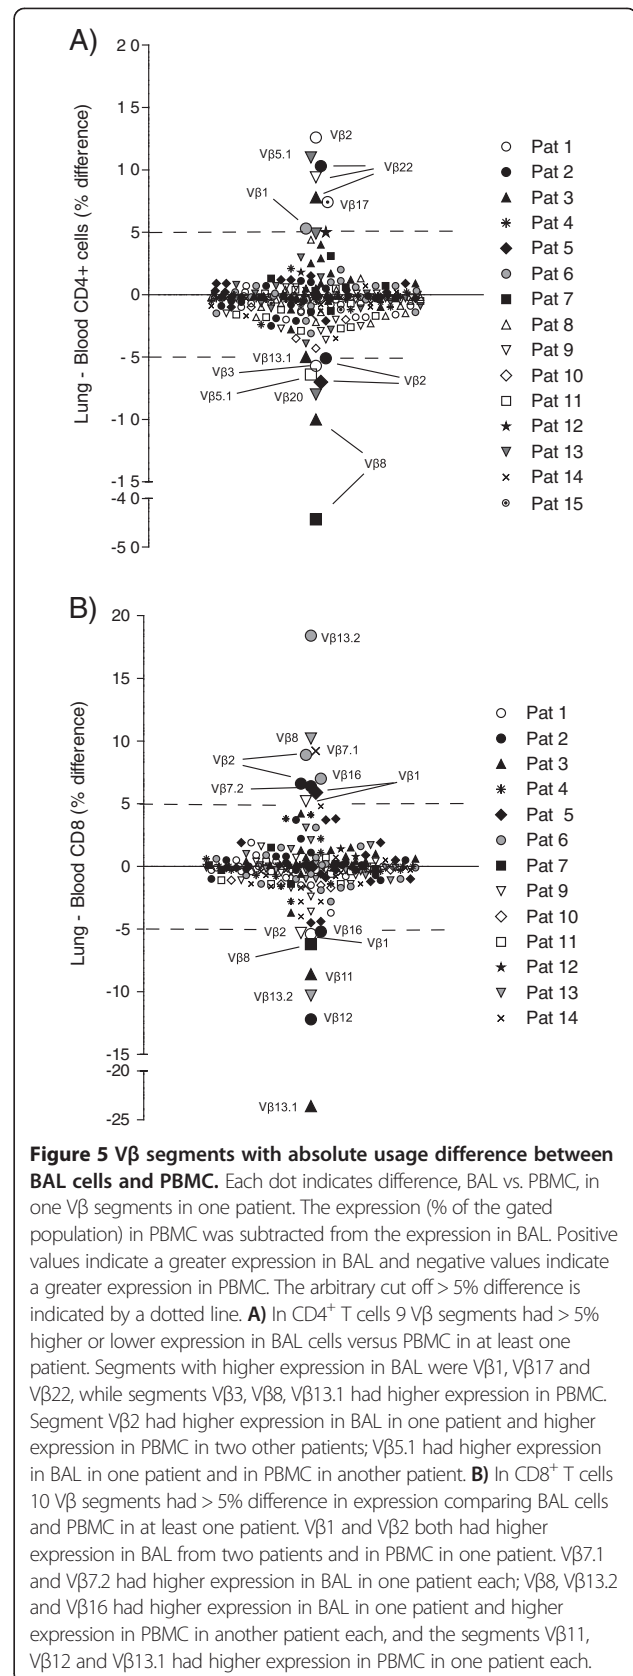 A)
20
15
10
5
0
-5
-10
-15
-40
-50
Lung - Blood CD4+ cells (% difference)
Vβ2
Vβ5.1
Vβ22
Vβ1
Vβ17
Vβ13.1
Vβ3
Vβ2
Vβ5.1
Vβ20
Vβ8
Pat 1
Pat 2
Pat 3
Pat 4
Pat 5
Pat 6
Pat 7
Pat 8
Pat 9
Pat 10
Pat 11
Pat 12
Pat 13
Pat 14
Pat 15
B)
20
15
10
5
0
-5
-10
-15
-20
-25
Lung - Blood CD8 (% difference)
Vβ13.2
Vβ8
Vβ7.1
Vβ2
Vβ16
Vβ7.2
Vβ1
Vβ2
Vβ16
Vβ1
Vβ8
Vβ11
Vβ13.2
Vβ12
Vβ13.1
Pat 1
Pat 2
Pat 3
Pat 4
Pat 5
Pat 6
Pat 7
Pat 9
Pat 10
Pat 11
Pat 12
Pat 13
Pat 14
Figure 5 Vβ segments with absolute usage difference between
BAL cells and PBMC. Each dot indicates difference, BAL vs. PBMC, in
one Vβ segments in one patient. The expression (% of the gated
population) in PBMC was subtracted from the expression in BAL. Positive
values indicate a greater expression in BAL and negative values indicate
a greater expression in PBMC. The arbitrary cut off > 5% difference is
indicated by a dotted line. A) In CD4⁺ T cells 9 Vβ segments had > 5%
higher or lower expression in BAL cells versus PBMC in at least one
patient. Segments with higher expression in BAL were Vβ1, Vβ17 and
Vβ22, while segments Vβ3, Vβ8, Vβ13.1 had higher expression in PBMC.
Segment Vβ2 had higher expression in BAL in one patient and higher
expression in PBMC in two other patients; Vβ5.1 had higher expression
in BAL in one patient and in PBMC in another patient. B) In CD8⁺ T cells
10 Vβ segments had > 5% difference in expression comparing BAL cells
and PBMC in at least one patient. Vβ1 and Vβ2 both had higher
expression in BAL from two patients and in PBMC in one patient. Vβ7.1
and Vβ7.2 had higher expression in BAL in one patient each; Vβ8, Vβ13.2
and Vβ16 had higher expression in BAL in one patient and higher
expression in PBMC in another patient each, and the segments Vβ11,
Vβ12 and Vβ13.1 had higher expression in PBMC in one patient each.